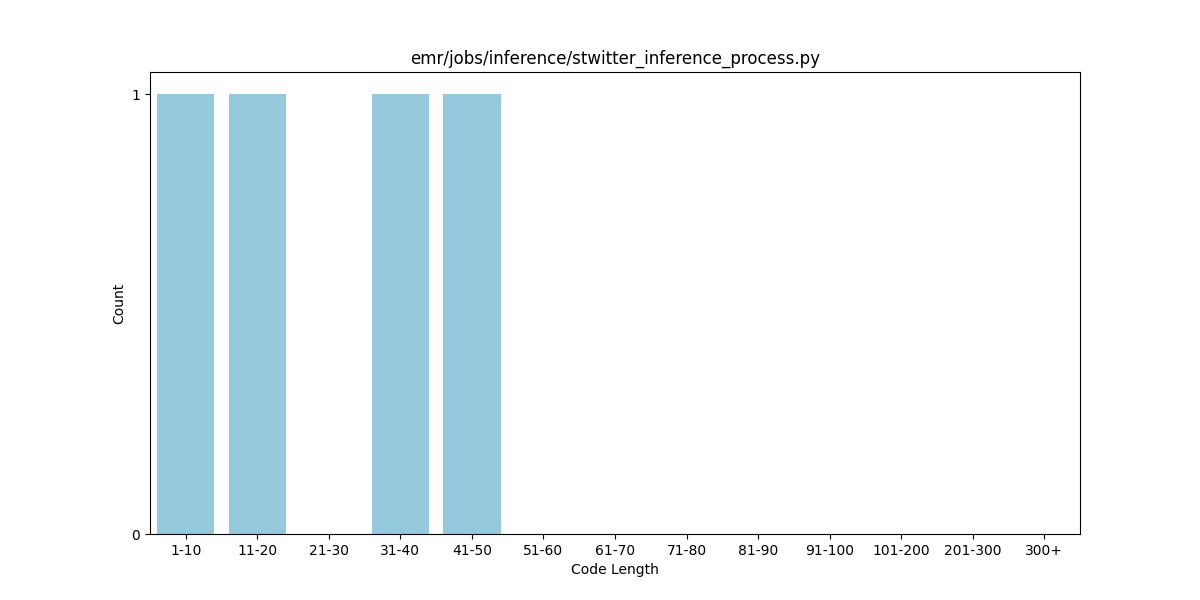 emr/jobs/inference/stwitter_inference_process.py
1
Count
0
1-10 11-20 21-30 31-40 41-50 51-60 61-70 71-80 81-90 91-100 101-200 201-300 300+
Code Length